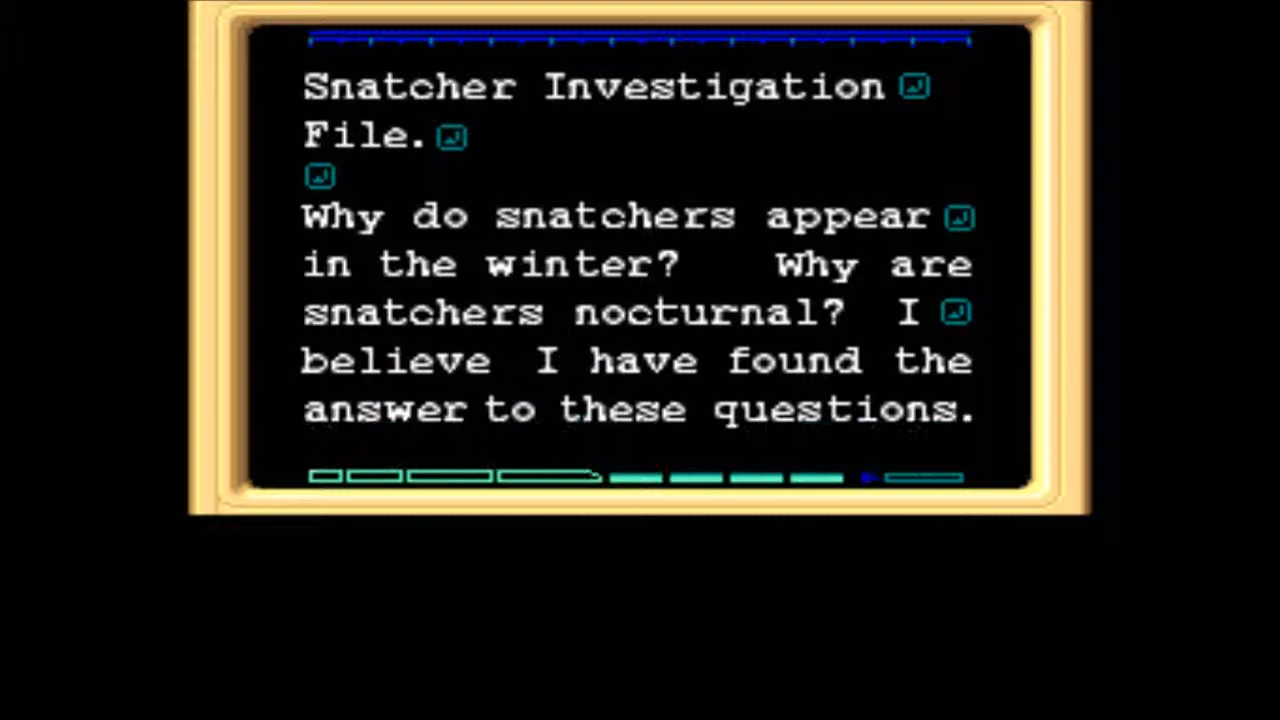 Snatcher Investigation
File.
Why do snatchers appear
in the winter? Why are
snatchers nocturnal? I
believe I have found the
answer to these questions.